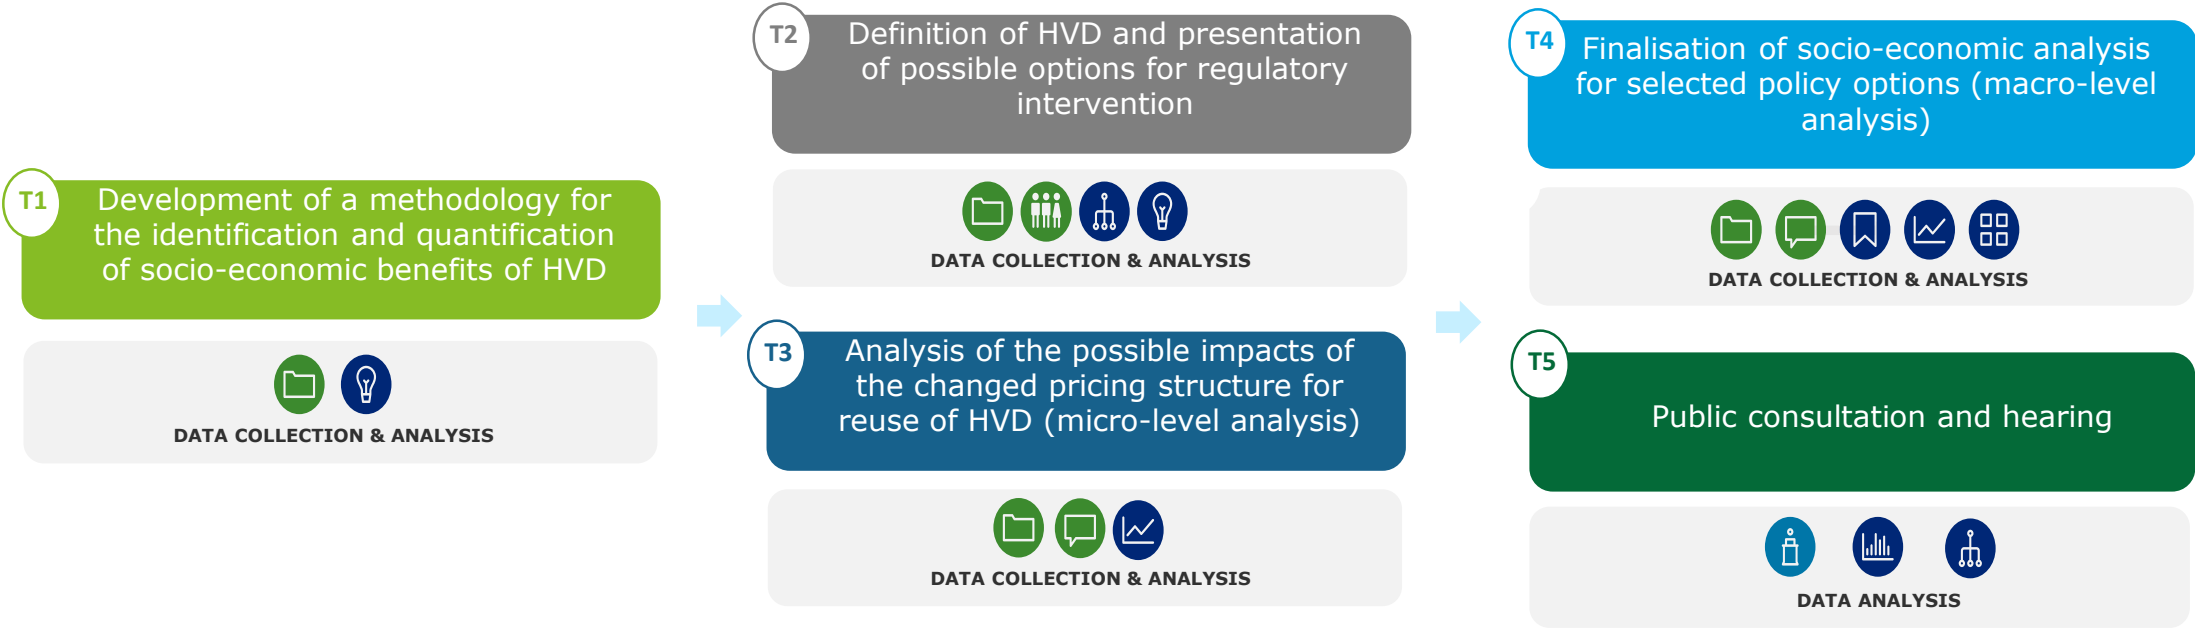 T1
Development of a methodology for
the identification and quantification
of socio-economic benefits of HVD
DATA COLLECTION & ANALYSIS
T2
Definition of HVD and presentation
of possible options for regulatory
intervention
DATA COLLECTION & ANALYSIS
T3
Analysis of the possible impacts of
the changed pricing structure for
reuse of HVD (micro-level analysis)
DATA COLLECTION & ANALYSIS
T4
Finalisation of socio-economic analysis
for selected policy options (macro-level
analysis)
DATA COLLECTION & ANALYSIS
T5
Public consultation and hearing
DATA ANALYSIS